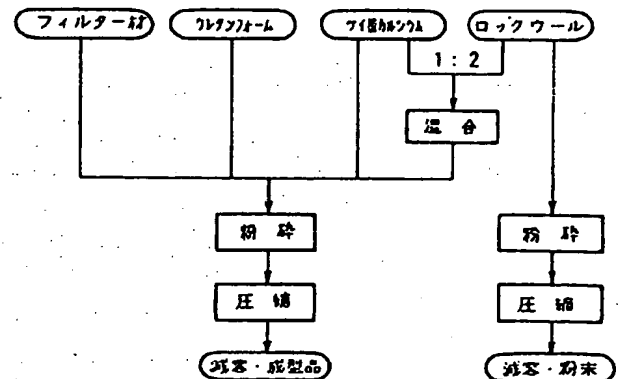 フィルター材
ウレタンフォーム
ケイ酸カルシウム
ロックウール
1:2
混合
粉砕
粉砕
圧縮
圧縮
減容・成型品
減容・粉末